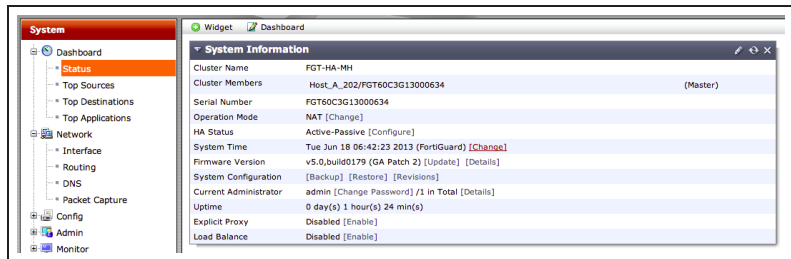 System
Dashboard
Status
Top Sources
Top Destinations
Top Applications
Network
Interface
Routing
DNS
Packet Capture
Config
Admin
Monitor
Widget Dashboard
System Information
Cluster Name FGT-HA-MH
Cluster Members Host_A_202/FGT60C3G13000634 (Master)
Serial Number FGT60C3G13000634
Operation Mode NAT [Change]
HA Status Active-Passive [Configure]
System Time Tue Jun 18 06:42:23 2013 (FortiGuard) [Change]
Firmware Version v5.0,build0179 (GA Patch 2) [Update] [Details]
System Configuration [Backup] [Restore] [Revisions]
Current Administrator admin [Change Password] /1 in Total [Details]
Uptime 0 day(s) 1 hour(s) 24 min(s)
Explicit Proxy Disabled [Enable]
Load Balance Disabled [Enable]